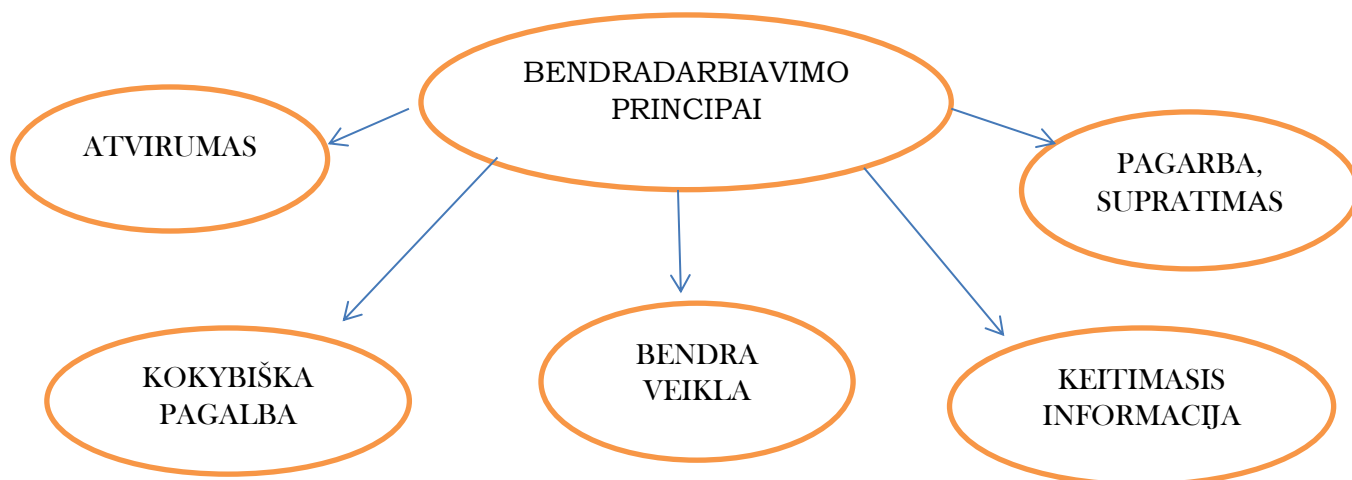 BENDRADARBIAVIMO
PRINCIPAI
ATVIRUMAS
PAGARBA,
SUPRATIMAS
KOKYBIŠKA
PAGALBA
BENDRA
VEIKLA
KEITIMASIS
INFORMACIJA